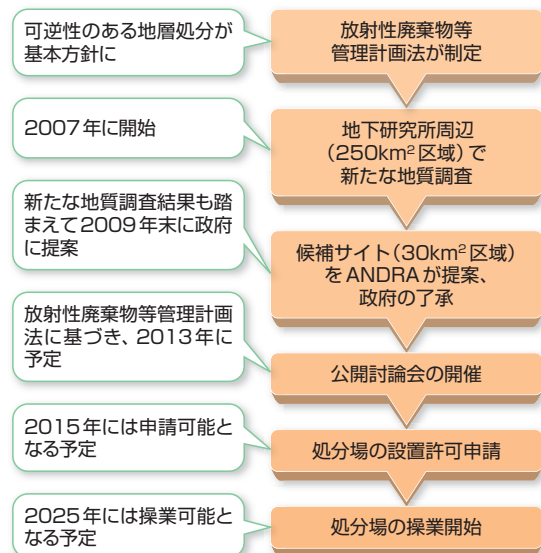 可逆性のある地層処分が
基本方針に
放射性廃棄物等
管理計画法が制定
2007年に開始
地下研究所周辺
（250km²区域）で
新たな地質調査
新たな地質調査結果も踏
まえて2009年末に政府
に提案
候補サイト（30km²区域）
をANDRAが提案、
政府の了承
放射性廃棄物等管理計画
法に基づき、2013年に
予定
公開討論会の開催
2015年には申請可能と
なる予定
処分場の設置許可申請
2025年には操業可能と
なる予定
処分場の操業開始